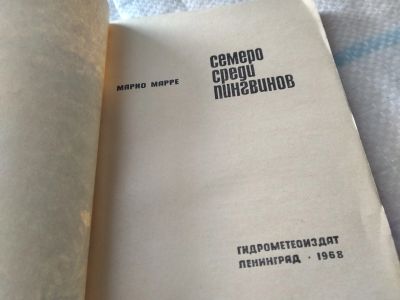 МАРИО МАРРЕ
семеро
среди
пингвинов
ГИДРОМЕТЕОИЗДАТ
ЛЕНИНГРАД · 1968